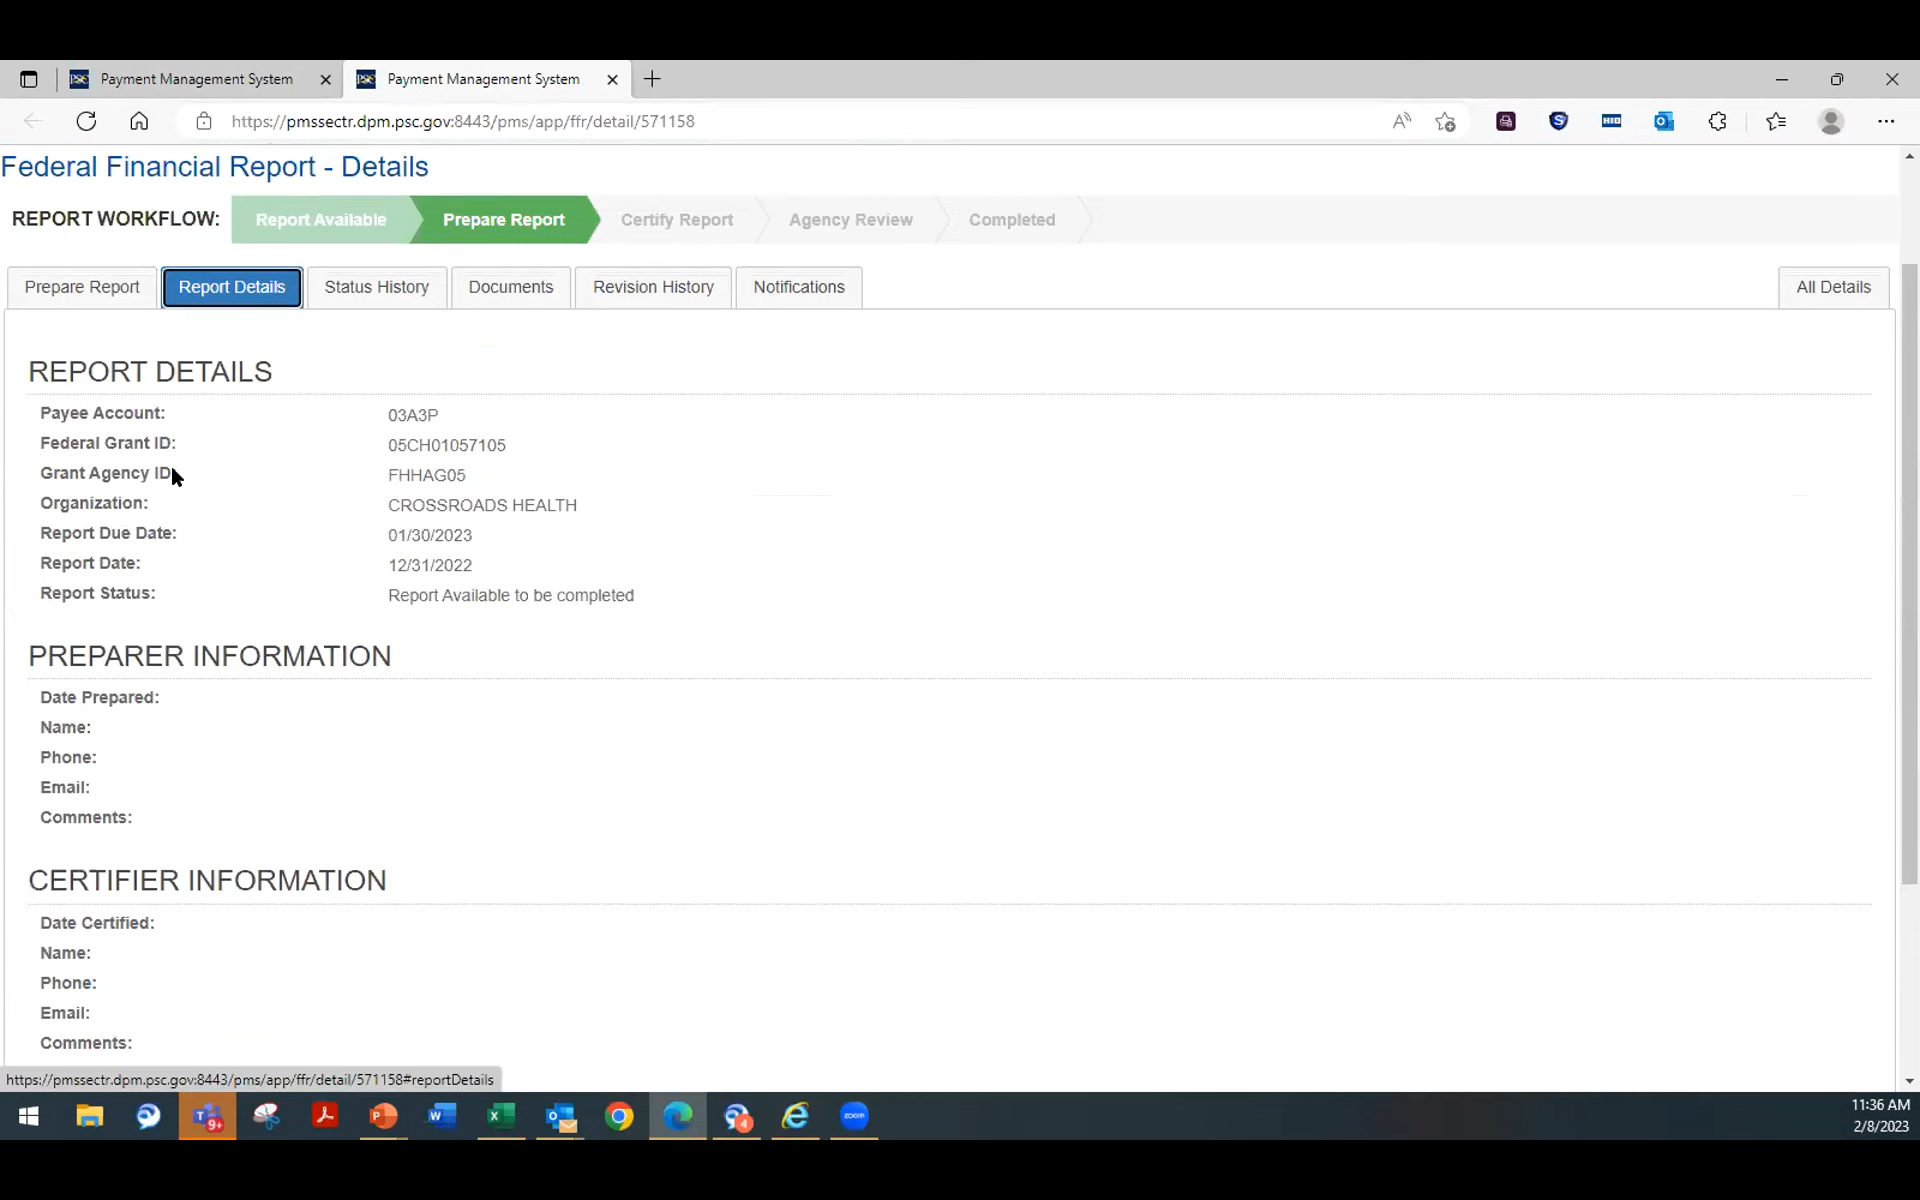 Payment Management System
Payment Management System
https://pmssectr.dpm.psc.gov:8443/pms/app/ffr/detail/571158
Federal Financial Report - Details
REPORT WORKFLOW: Report Available Prepare Report Certify Report Agency Review Completed
Prepare Report Report Details Status History Documents Revision History Notifications All Details
REPORT DETAILS
Payee Account: 03A3P
Federal Grant ID: 05CH01057105
Grant Agency ID FHHAG05
Organization: CROSSROADS HEALTH
Report Due Date: 01/30/2023
Report Date: 12/31/2022
Report Status: Report Available to be completed
PREPARER INFORMATION
Date Prepared:
Name:
Phone:
Email:
Comments:
CERTIFIER INFORMATION
Date Certified:
Name:
Phone:
Email:
Comments:
https://pmssectr.dpm.psc.gov:8443/pms/app/ffr/detail/571158#reportDetails
11:36 AM
2/8/2023